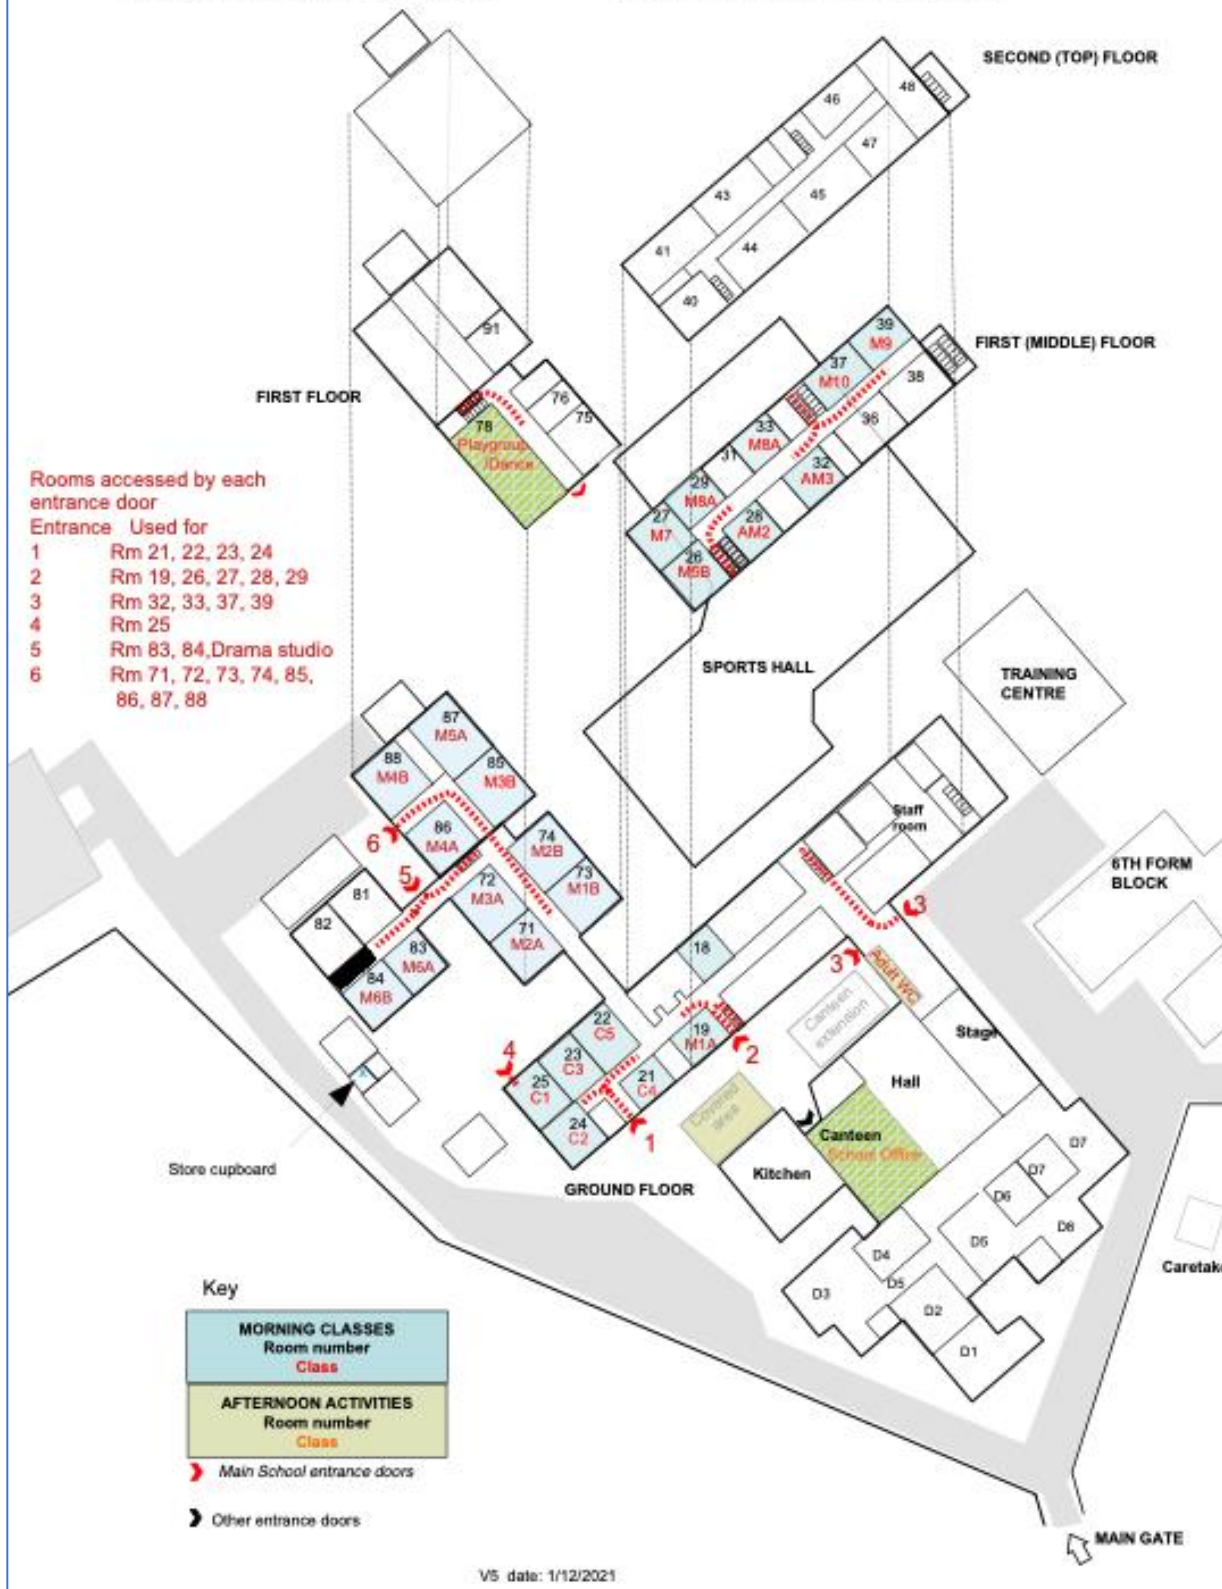 SECOND (TOP) FLOOR
48
46
47
43
45
44
41
40
39
M9
FIRST (MIDDLE) FLOOR
37
M10
38
91
FIRST FLOOR
76
75
36
33
M8A
31
32
AM3
78
Playgroup
/Dance
29
M8A
28
AM2
27
M7
26
M5B
Rooms accessed by each
entrance door
Entrance Used for
1 Rm 21, 22, 23, 24
2 Rm 19, 26, 27, 28, 29
3 Rm 32, 33, 37, 39
4 Rm 25
5 Rm 83, 84,Drama studio
6 Rm 71, 72, 73, 74, 85,
86, 87, 88
SPORTS HALL
TRAINING
CENTRE
87
M5A
88
M4B
85
M3B
86
M4A
6
74
M2B
73
M1B
5
72
M3A
71
M2A
81
82
83
M6A
84
M6B
Staff
room
6TH FORM
BLOCK
3
18
3
Adult WC
Canteen
extension
Stage
22
C5
19
M1A
2
4
23
C3
25
C1
21
C4
24
C2
1
Hall
Covered
area
Canteen
School Office
Kitchen
Store cupboard
GROUND FLOOR
D7
D7
D6
D8
D5
D4
D5
D3
D2
D1
Caretake
Key
MORNING CLASSES
Room number
Class
AFTERNOON ACTIVITIES
Room number
Class
Main School entrance doors
Other entrance doors
MAIN GATE
V5 date: 1/12/2021